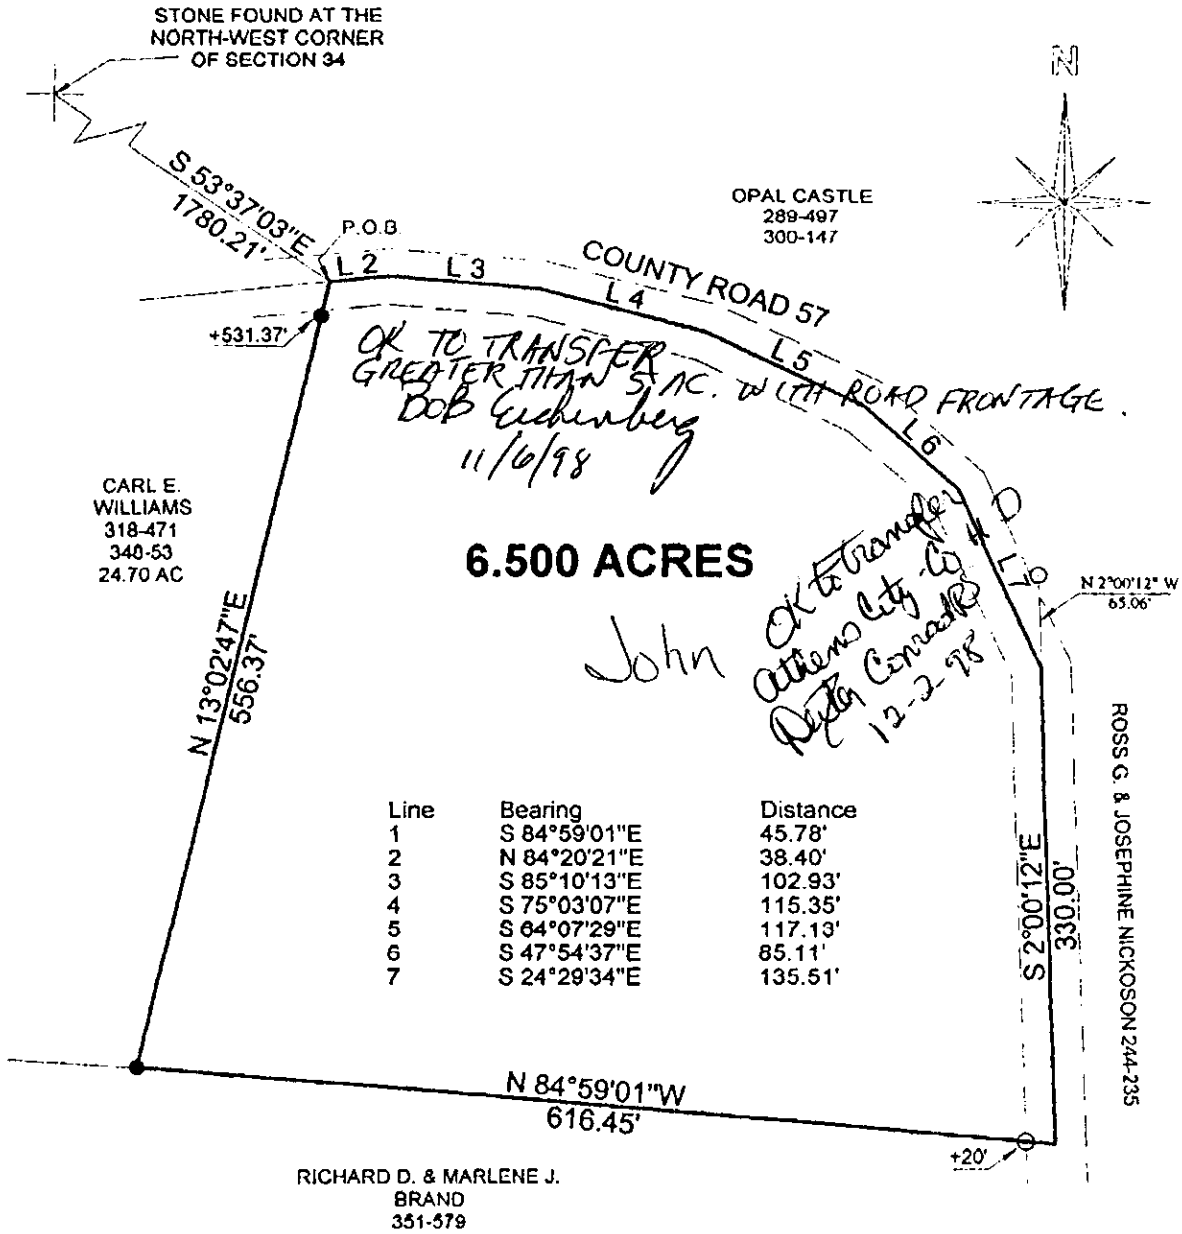 STONE FOUND AT THE
NORTH-WEST CORNER
OF SECTION 34
N
S 53°37'03"E
1780.21'
P.O.B.
OPAL CASTLE
289-497
300-147
COUNTY ROAD 57
L 2
L 3
L 4
L 5
L 6
L 7
+531.37'
OK TO TRANSFER
GREATER THAN 5 AC. WITH ROAD FRONTAGE.
BOB Eichenberg
11/6/98
CARL E.
WILLIAMS
318-471
348-53
24.70 AC
6.500 ACRES
OK to transfer
Athens City-Co H D
12-2-98
John
N 2°00'12" W
65.06'
N 13°02'47"E
556.37'
Line Bearing Distance
1 S 84°59'01"E 45.78'
2 N 84°20'21"E 38.40'
3 S 85°10'13"E 102.93'
4 S 75°03'07"E 115.35'
5 S 64°07'29"E 117.13'
6 S 47°54'37"E 85.11'
7 S 24°29'34"E 135.51'
S 2°00'12"E
330.00'
ROSS G. & JOSEPHINE NICKOSON 244-235
N 84°59'01"W
616.45'
+20'
RICHARD D. & MARLENE J.
BRAND
351-579